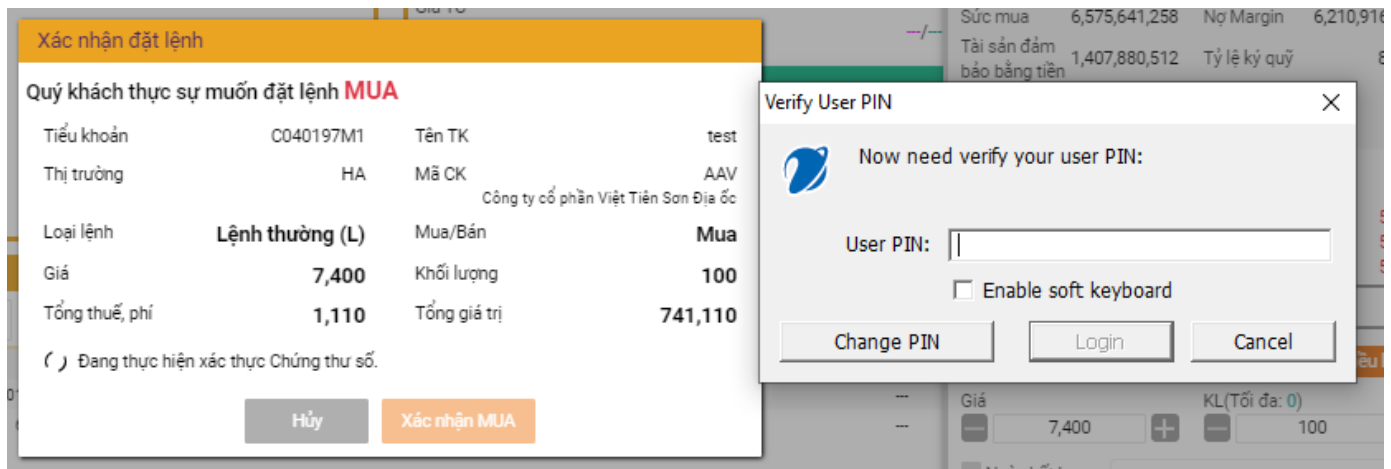 Giá TC
Sức mua 6,575,641,258 Nợ Margin 6,210,916
---/---
Tài sản đảm
bảo bằng tiền 1,407,880,512 Tỷ lệ ký quỹ 8
Xác nhận đặt lệnh
Quý khách thực sự muốn đặt lệnh MUA
Tiểu khoản C040197M1 Tên TK test
Thị trường HA Mã CK AAV
Công ty cổ phần Việt Tiên Sơn Địa ốc
Loại lệnh Lệnh thường (L) Mua/Bán Mua
Giá 7,400 Khối lượng 100
Tổng thuế, phí 1,110 Tổng giá trị 741,110
Đang thực hiện xác thực Chứng thư số.
Hủy Xác nhận MUA
Verify User PIN
Now need verify your user PIN:
User PIN:
Enable soft keyboard
Change PIN Login Cancel
---
---
Giá KL(Tối đa: 0)
7,400 100